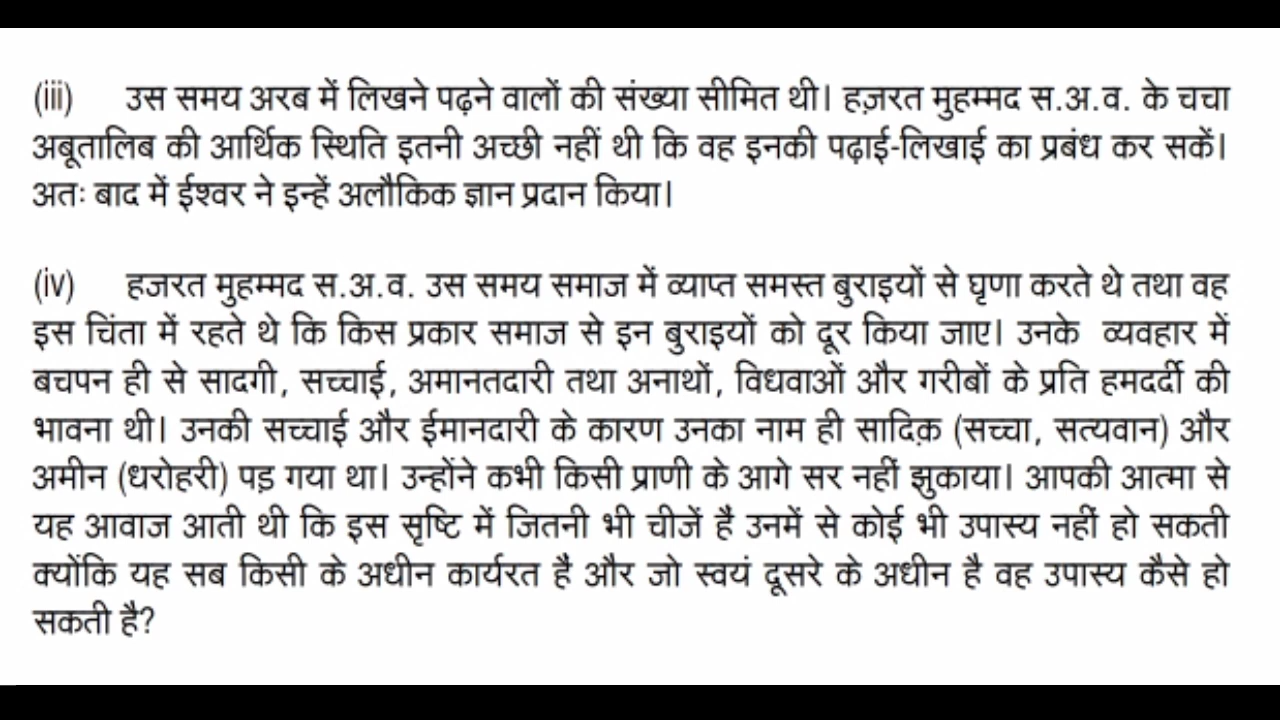 (iii) उस समय अरब में लिखने पढ़ने वालों की संख्या सीमित थी। हज़रत मुहम्मद स.अ.व. के चचा
अबूतालिब की आर्थिक स्थिति इतनी अच्छी नहीं थी कि वह इनकी पढ़ाई-लिखाई का प्रबंध कर सकें।
अतः बाद में ईश्वर ने इन्हें अलौकिक ज्ञान प्रदान किया।
(iv) हजरत मुहम्मद स.अ.व. उस समय समाज में व्याप्त समस्त बुराइयों से घृणा करते थे तथा वह
इस चिंता में रहते थे कि किस प्रकार समाज से इन बुराइयों को दूर किया जाए। उनके व्यवहार में
बचपन ही से सादगी, सच्चाई, अमानतदारी तथा अनाथों, विधवाओं और गरीबों के प्रति हमदर्दी की
भावना थी। उनकी सच्चाई और ईमानदारी के कारण उनका नाम ही सादिक़ (सच्चा, सत्यवान) और
अमीन (धरोहरी) पड़ गया था। उन्होंने कभी किसी प्राणी के आगे सर नहीं झुकाया। आपकी आत्मा से
यह आवाज आती थी कि इस सृष्टि में जितनी भी चीजें हैं उनमें से कोई भी उपास्य नहीं हो सकती
क्योंकि यह सब किसी के अधीन कार्यरत हैं और जो स्वयं दूसरे के अधीन है वह उपास्य कैसे हो
सकती है?